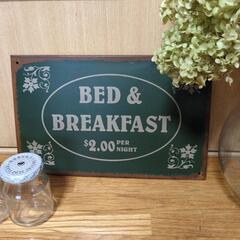 BED &
BREAKFAST
$2.00 PER NIGHT